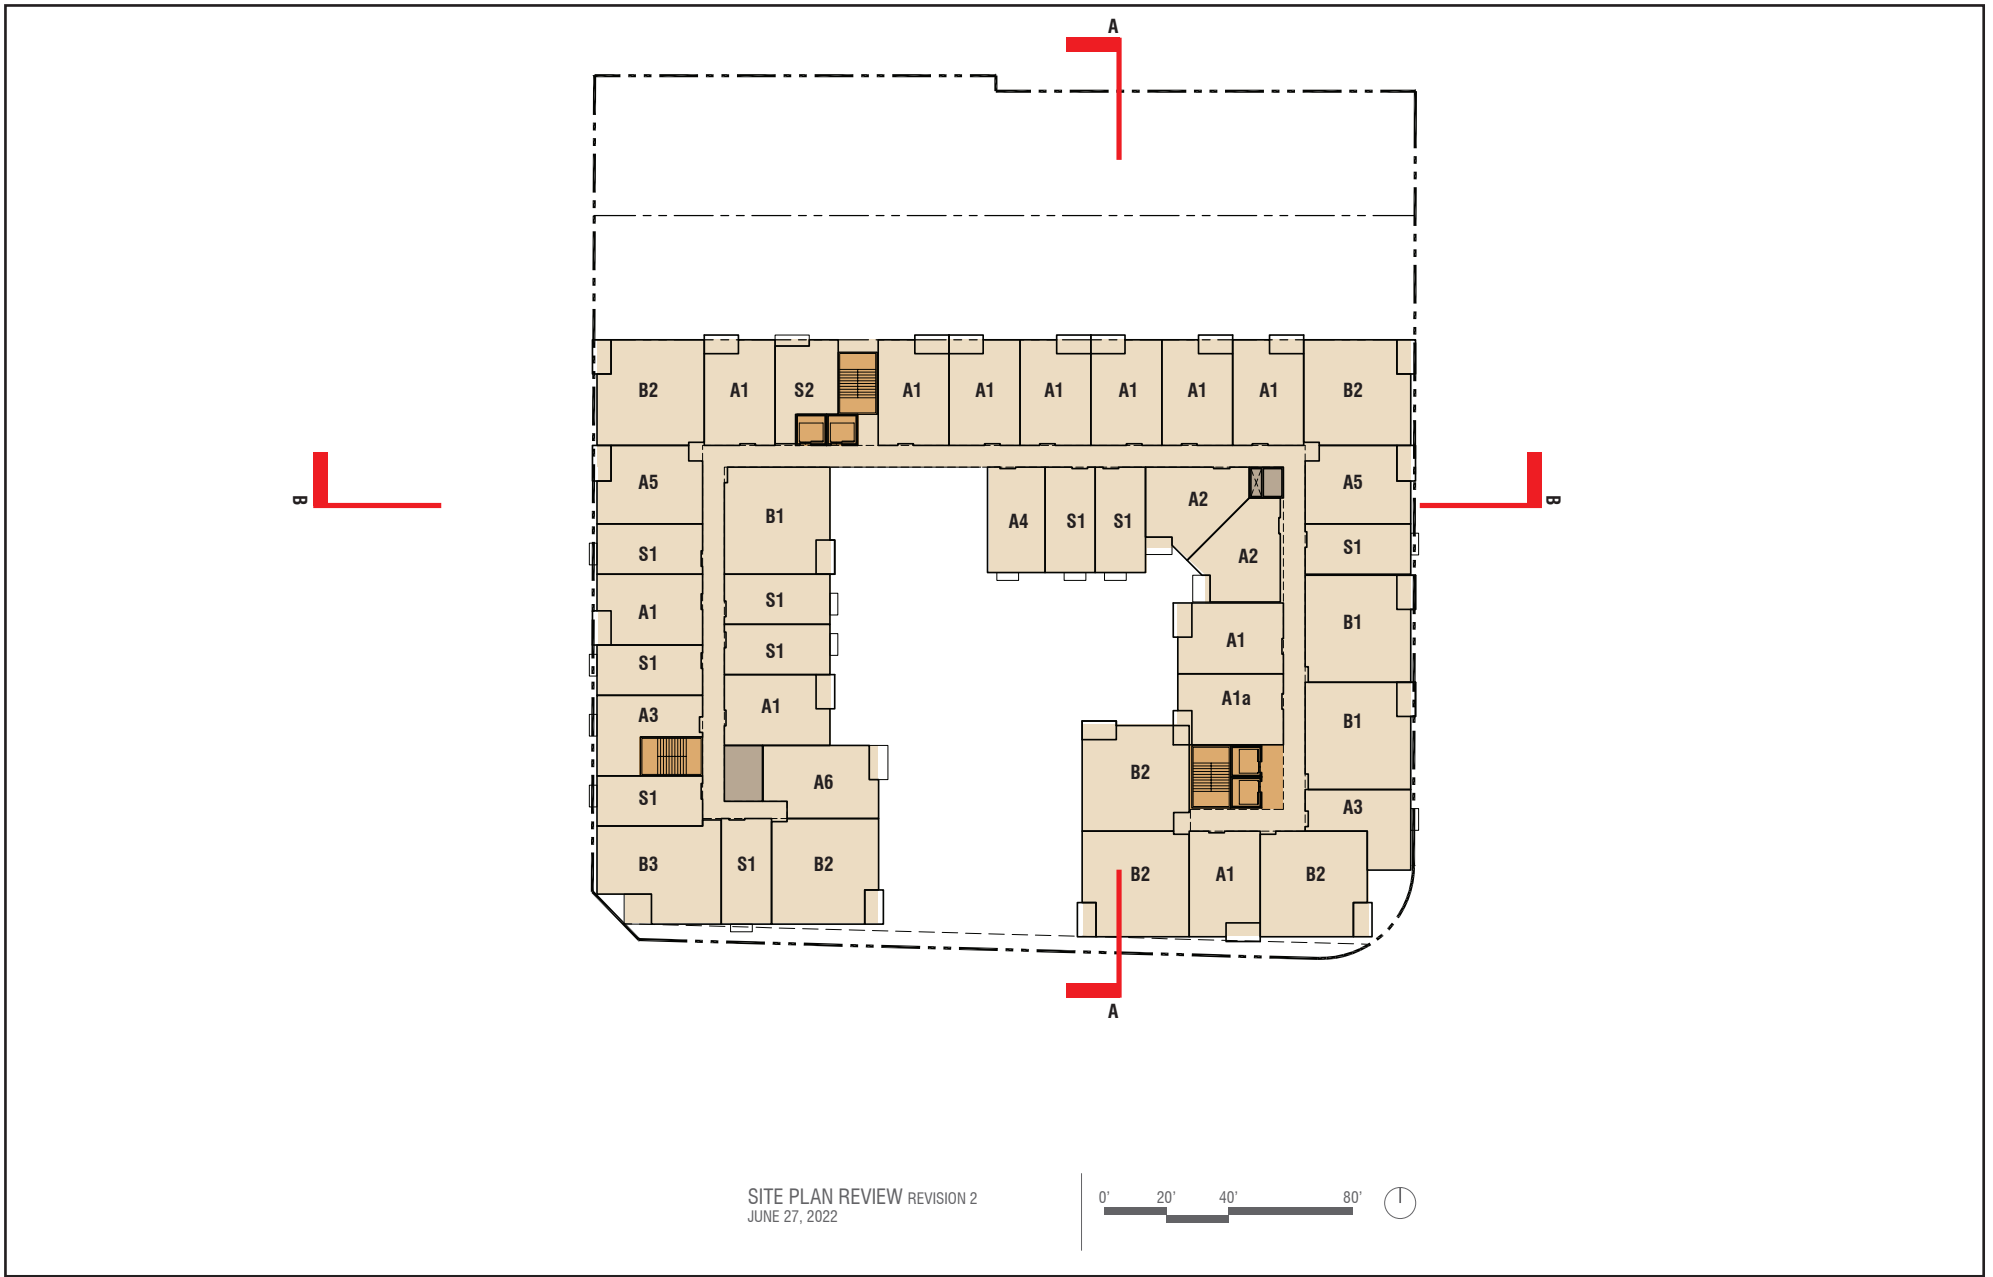 A
B2 A1 S2 A1 A1 A1 A1 A1 A1 B2
A5 A5
B B
A2 X
B1 A4 S1 S1
S1 A2 S1
S1
A1 B1
S1 A1
S1
A1 A1a
A3 B1
B2
A6
S1 A3
B3 S1 B2
B2 A1 B2
A
SITE PLAN REVIEW REVISION 2
JUNE 27, 2022
0' 20' 40' 80'